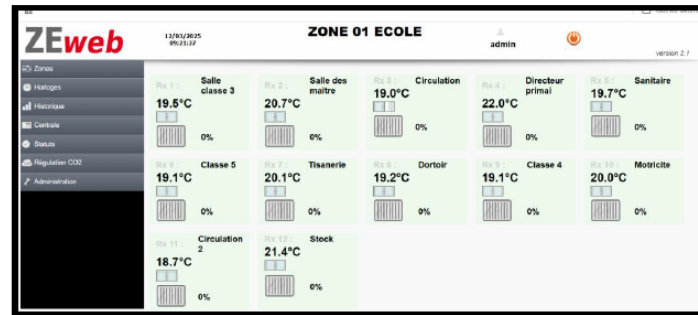 ZEweb
12/03/2025
09:21:27
ZONE 01 ECOLE
admin
version 2.1
Zones
Horloges
Historique
Centrale
Statuts
Régulation CO2
Administration
Rx 1 : Salle classe 3
19.5°C
0%
Rx 2 : Salle des maitre
20.7°C
0%
Rx 3 : Circulation
19.0°C
0%
Rx 4 : Directeur primai
22.0°C
0%
Rx 5 : Sanitaire
19.7°C
0%
Rx 6 : Classe 5
19.1°C
0%
Rx 7 : Tisanerie
20.1°C
0%
Rx 8 : Dortoir
19.2°C
0%
Rx 9 : Classe 4
19.1°C
0%
Rx 10 : Motricite
20.0°C
0%
Rx 11 : Circulation 2
18.7°C
0%
Rx 12 : Stock
21.4°C
0%